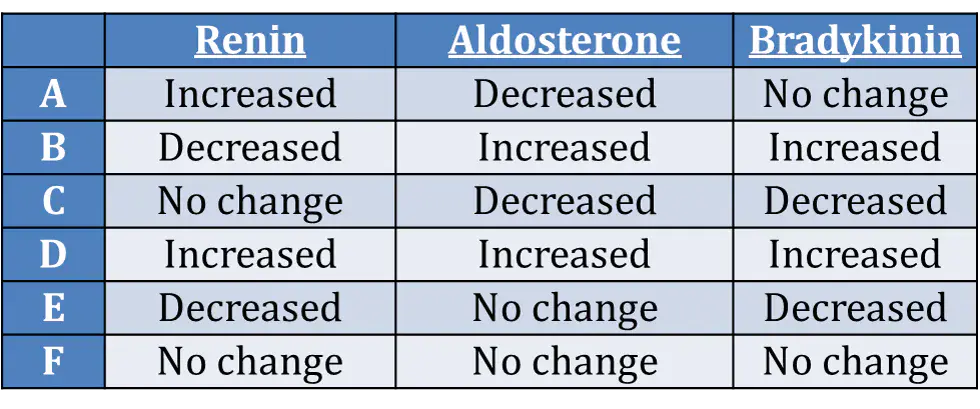 Renin Aldosterone Bradykinin
A Increased Decreased No change
B Decreased Increased Increased
C No change Decreased Decreased
D Increased Increased Increased
E Decreased No change Decreased
F No change No change No change